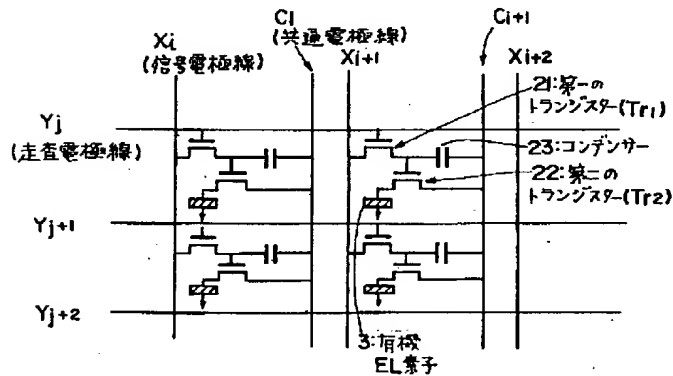 Xi
(信号電極線)
Ci
(共通電極線)
Xi+1
Ci+1
Xi+2
21:第一の
トランジスター(Tr1)
23:コンデンサー
22:第二の
トランジスター(Tr2)
Yj
(走査電極線)
Yj+1
Yj+2
3:有機
EL素子